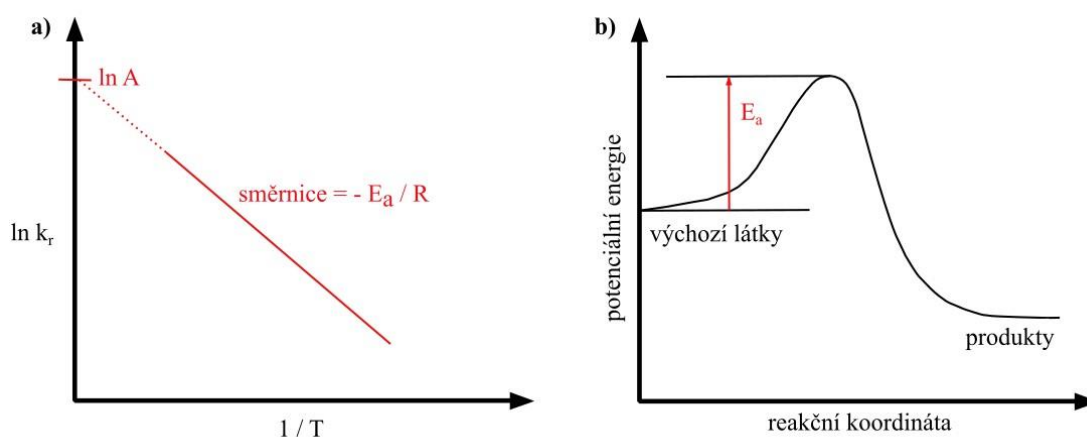 a)
ln A
směrnice = - Ea / R
ln kr
1 / T
b)
Ea
potenciální energie
výchozí látky
produkty
reakční koordináta